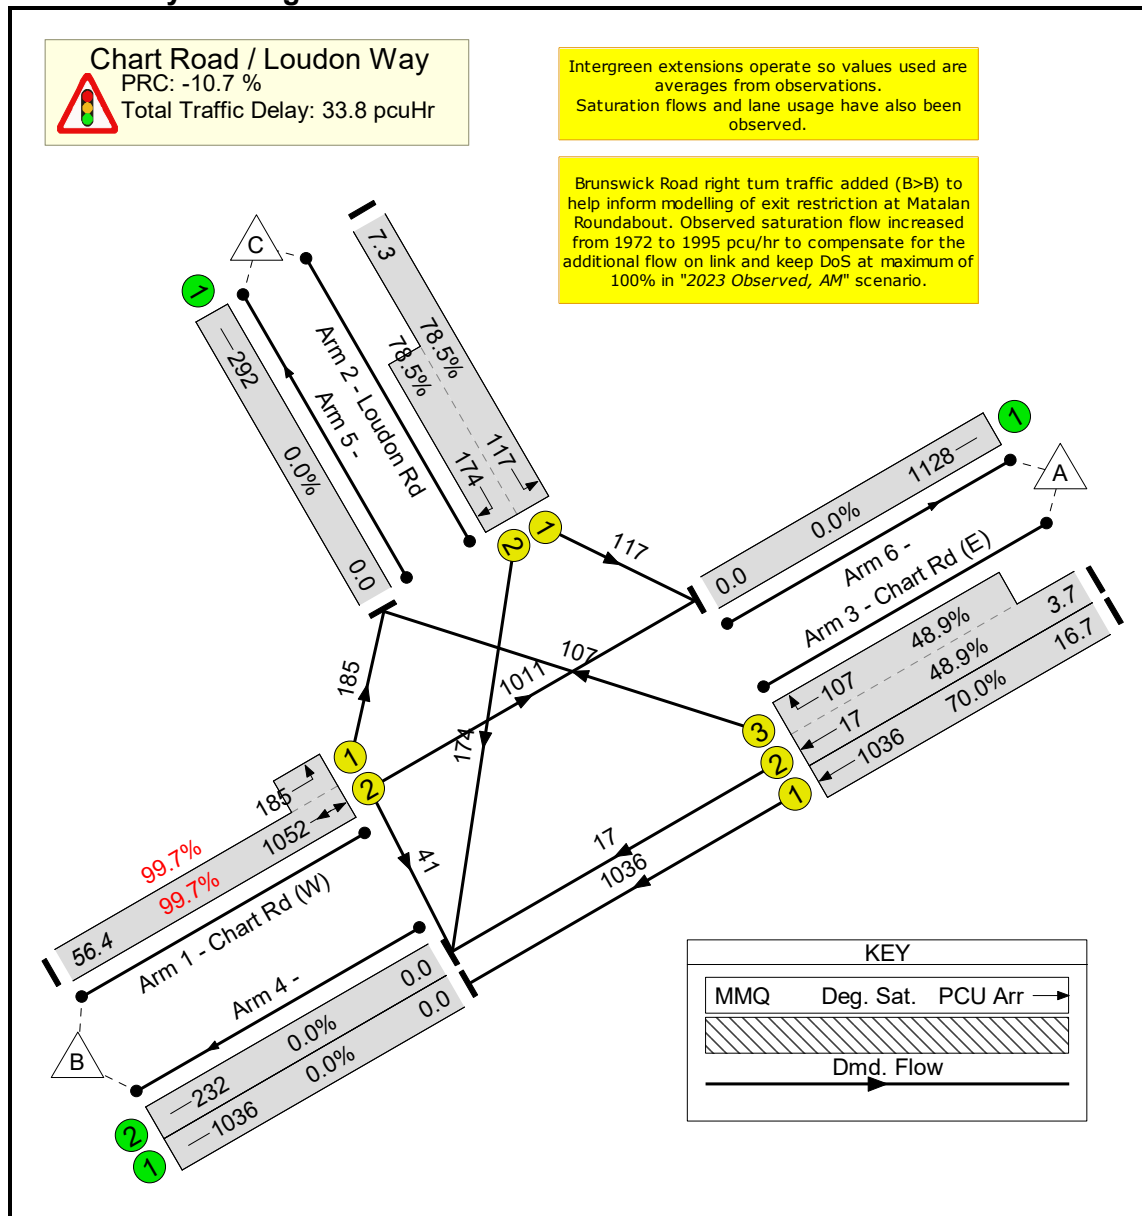 Chart Road / Loudon Way
PRC: -10.7 %
Total Traffic Delay: 33.8 pcuHr
Intergreen extensions operate so values used are
averages from observations.
Saturation flows and lane usage have also been
observed.
Brunswick Road right turn traffic added (B>B) to
help inform modelling of exit restriction at Matalan
Roundabout. Observed saturation flow increased
from 1972 to 1995 pcu/hr to compensate for the
additional flow on link and keep DoS at maximum of
100% in "2023 Observed, AM" scenario.
C
1
292
0.0%
0.0
Arm 5 -
Arm 2 - Loudon Rd
7.3
78.5%
78.5%
117
174
1
2
117
174
1011
107
185
1
1128
0.0%
0.0
A
Arm 6 -
Arm 3 - Chart Rd (E)
48.9%
3.7
48.9%
16.7
70.0%
107
17
1036
3
2
1
17
1036
1
2
185
1052
99.7%
99.7%
56.4
Arm 1 - Chart Rd (W)
41
Arm 4 -
B
0.0
0.0%
232
0.0
0.0%
1036
2
1
KEY
MMQ Deg. Sat. PCU Arr
Dmd. Flow